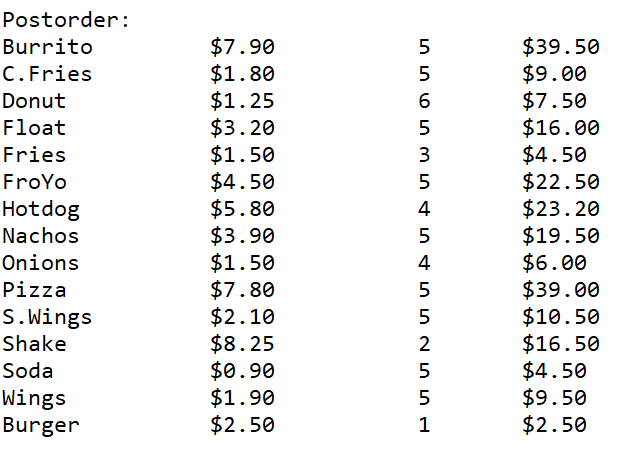 Postorder:
Burrito $7.90 5 $39.50
C.Fries $1.80 5 $9.00
Donut $1.25 6 $7.50
Float $3.20 5 $16.00
Fries $1.50 3 $4.50
FroYo $4.50 5 $22.50
Hotdog $5.80 4 $23.20
Nachos $3.90 5 $19.50
Onions $1.50 4 $6.00
Pizza $7.80 5 $39.00
S.Wings $2.10 5 $10.50
Shake $8.25 2 $16.50
Soda $0.90 5 $4.50
Wings $1.90 5 $9.50
Burger $2.50 1 $2.50